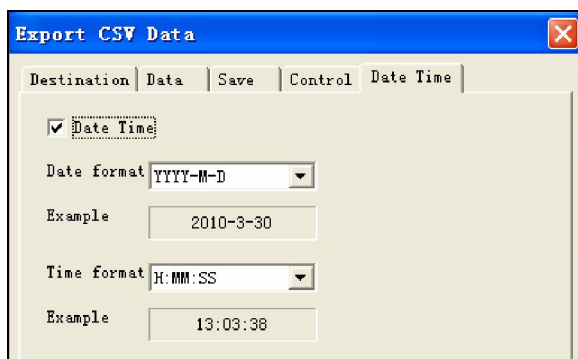 Export CSV Data
Destination Data Save Control Date Time
Date Time
Date format YYYY-M-D
Example 2010-3-30
Time format H:MM:SS
Example 13:03:38